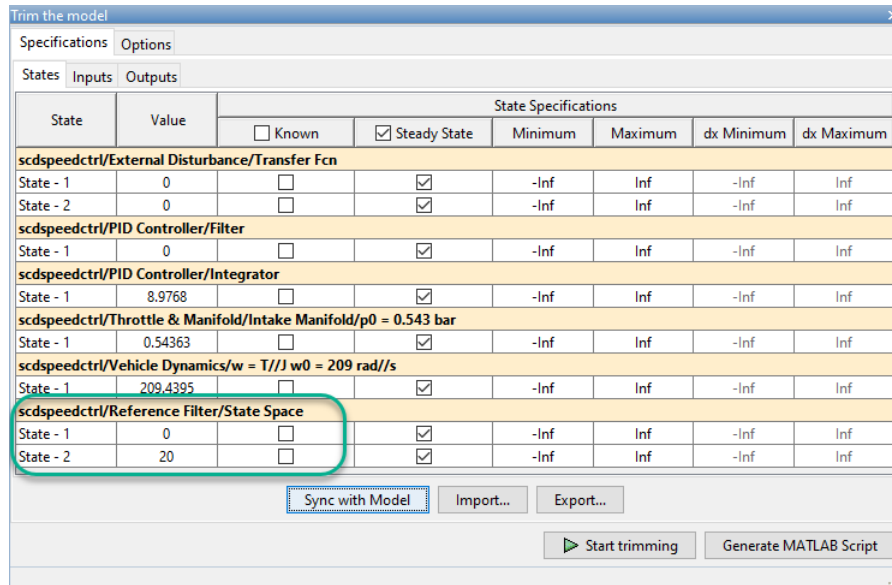 Trim the model
Specifications Options
States Inputs Outputs
State Value State Specifications
Known Steady State Minimum Maximum dx Minimum dx Maximum
scdspeedctrl/External Disturbance/Transfer Fcn
State - 1 0 -Inf Inf -Inf Inf
State - 2 0 -Inf Inf -Inf Inf
scdspeedctrl/PID Controller/Filter
State - 1 0 -Inf Inf -Inf Inf
scdspeedctrl/PID Controller/Integrator
State - 1 8.9768 -Inf Inf -Inf Inf
scdspeedctrl/Throttle & Manifold/Intake Manifold/p0 = 0.543 bar
State - 1 0.54363 -Inf Inf -Inf Inf
scdspeedctrl/Vehicle Dynamics/w = T//J w0 = 209 rad//s
State - 1 209.4395 -Inf Inf -Inf Inf
scdspeedctrl/Reference Filter/State Space
State - 1 0 -Inf Inf -Inf Inf
State - 2 20 -Inf Inf -Inf Inf
Sync with Model Import... Export...
Start trimming Generate MATLAB Script